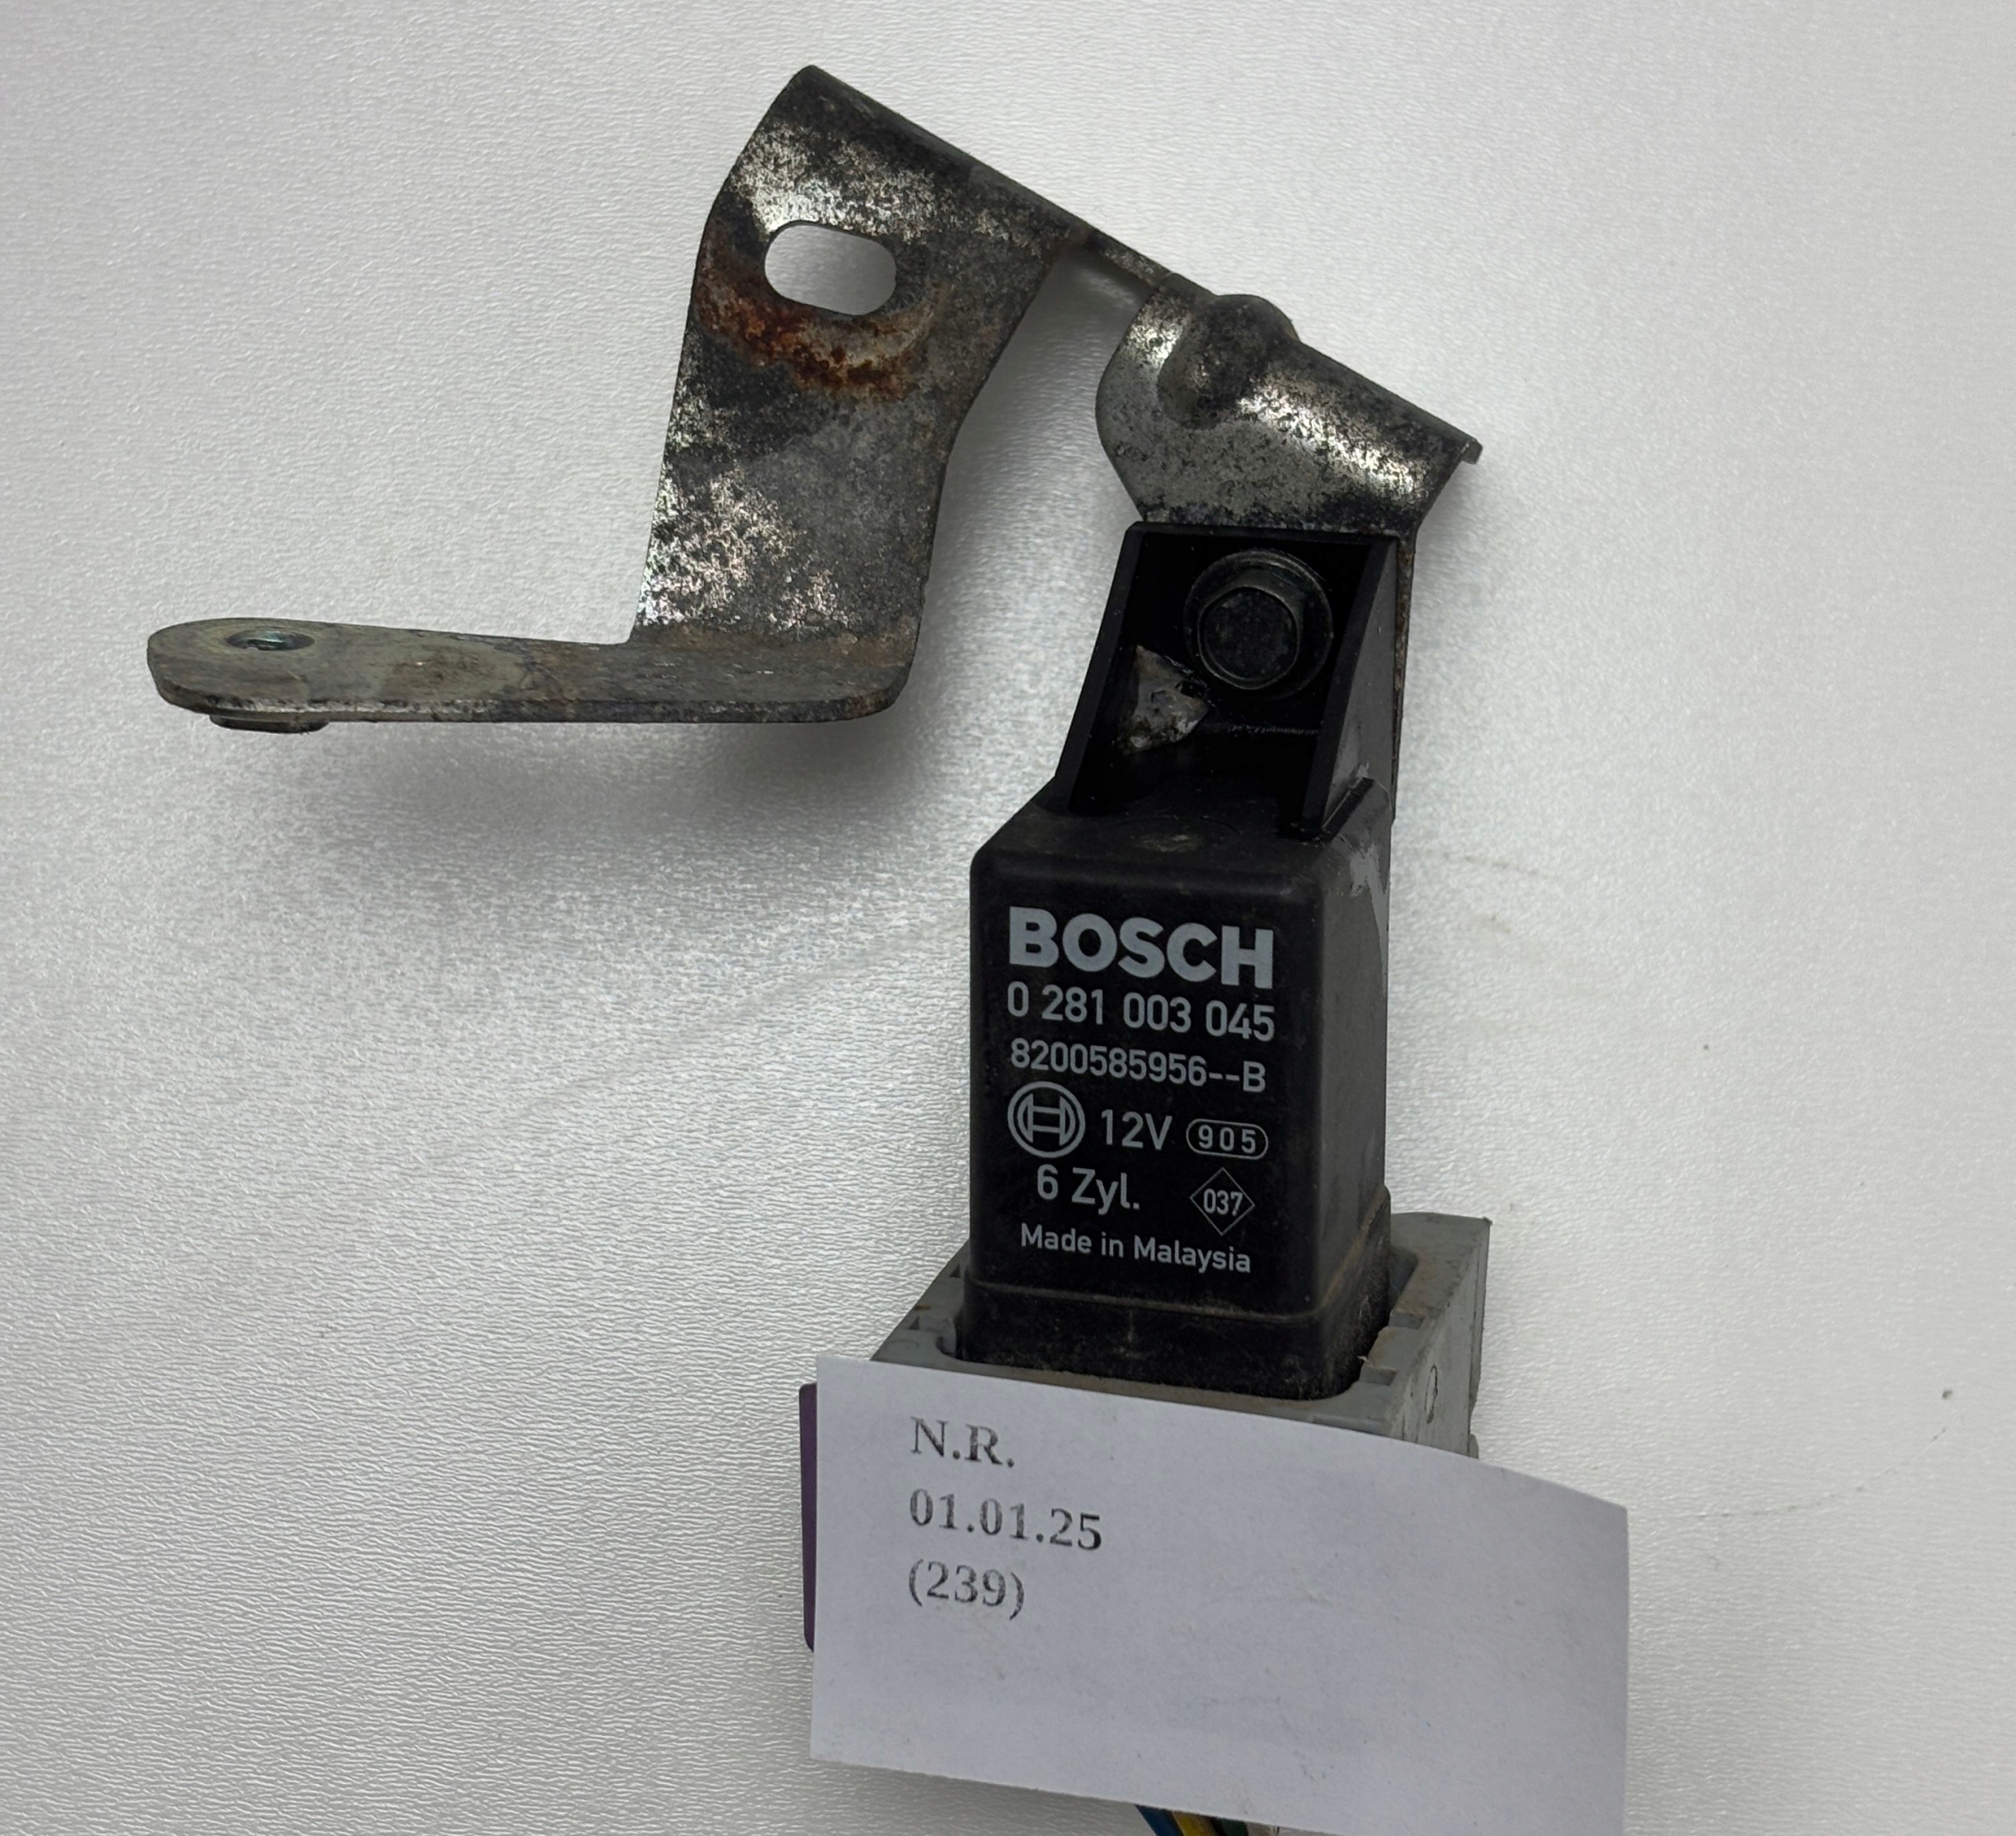 BOSCH
0 281 003 045
8200585956--B
12V 905
6 Zyl. 037
Made in Malaysia
N.R.
01.01.25
(239)